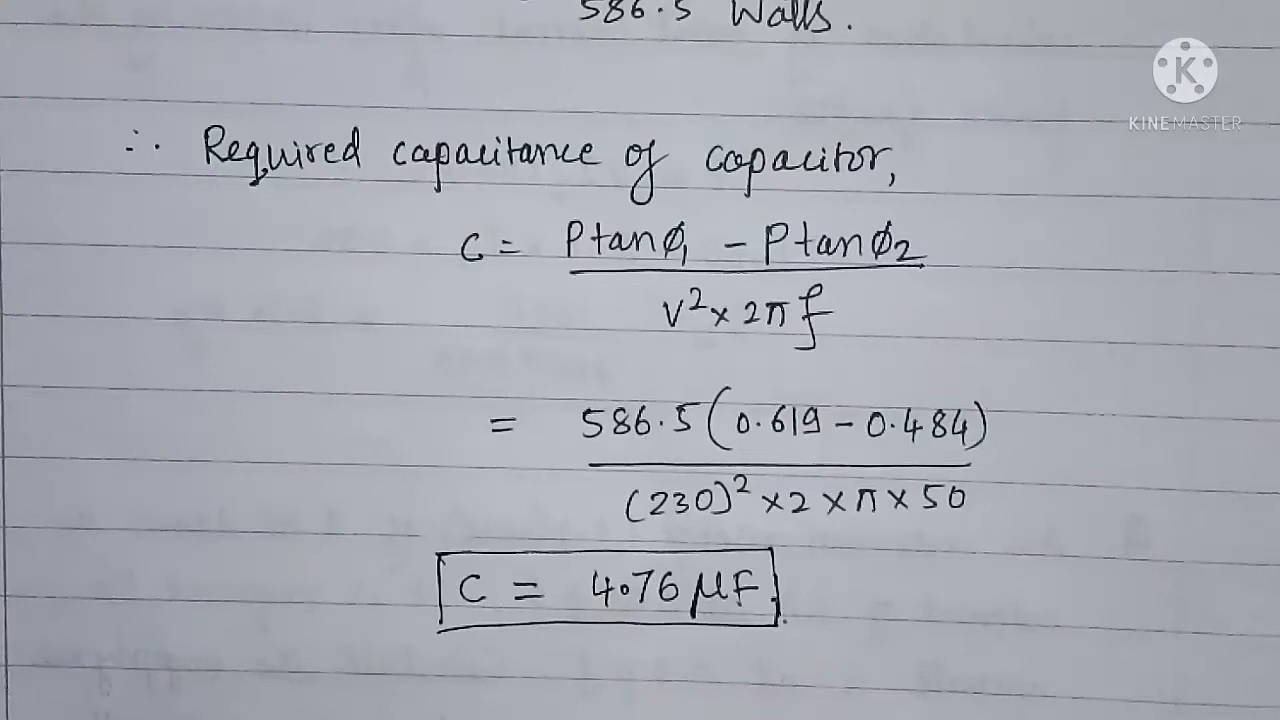 586.5 Watts.
K
KINEMASTER
∴ Required capacitance of capacitor,
C = Ptanϕ1 - Ptanϕ2
V² × 2π f
= 586.5 (0.619 - 0.484)
(230)² × 2 × π × 50
C = 4.76 μF.